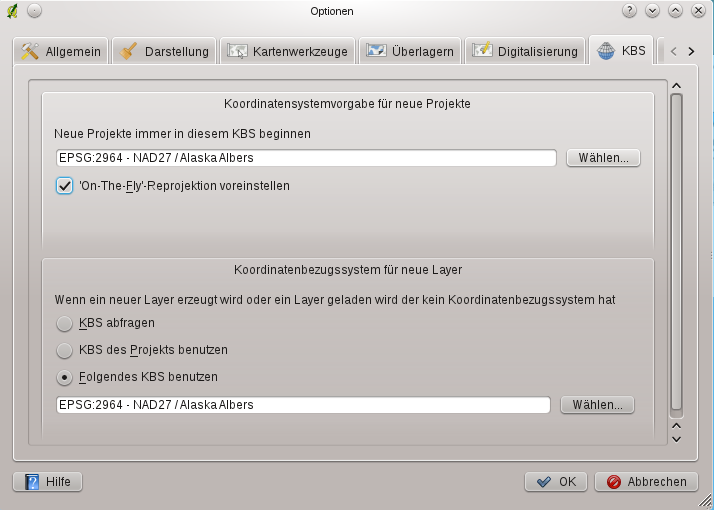 Optionen
Allgemein Darstellung Kartenwerkzeuge Überlagern Digitalisierung KBS
Koordinatensystemvorgabe für neue Projekte
Neue Projekte immer in diesem KBS beginnen
EPSG:2964 - NAD27 / Alaska Albers Wählen...
'On-The-Fly'-Reprojektion voreinstellen
Koordinatenbezugssystem für neue Layer
Wenn ein neuer Layer erzeugt wird oder ein Layer geladen wird der kein Koordinatenbezugssystem hat
KBS abfragen
KBS des Projekts benutzen
Folgendes KBS benutzen
EPSG:2964 - NAD27 / Alaska Albers Wählen...
Hilfe OK Abbrechen